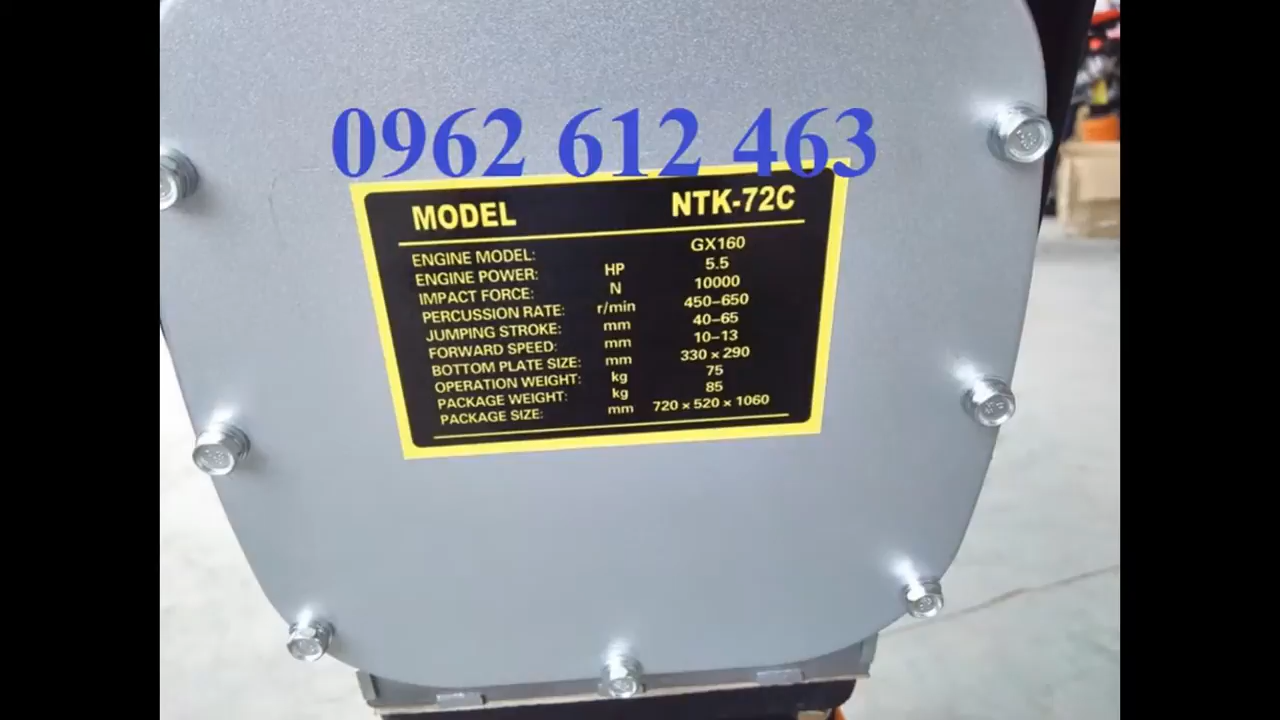 0962 612 463
MODEL NTK-72C
ENGINE MODEL: GX160
ENGINE POWER: HP 5.5
IMPACT FORCE: N 10000
PERCUSSION RATE: r/min 450-650
JUMPING STROKE: mm 40-65
FORWARD SPEED: mm 10-13
BOTTOM PLATE SIZE: mm 330 x 290
OPERATION WEIGHT: kg 75
PACKAGE WEIGHT: kg 85
PACKAGE SIZE: mm 720 x 520 x 1060